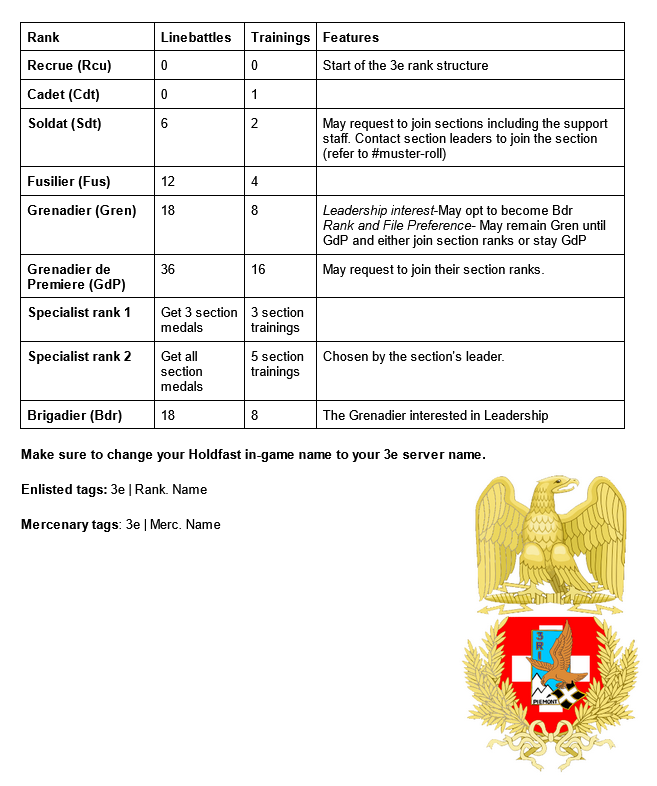 Rank Linebattles Trainings Features
Recrue (Rcu) 0 0 Start of the 3e rank structure
Cadet (Cdt) 0 1
Soldat (Sdt) 6 2 May request to join sections including the support
staff. Contact section leaders to join the section
(refer to #muster-roll)
Fusilier (Fus) 12 4
Grenadier (Gren) 18 8 Leadership interest-May opt to become Bdr
Rank and File Preference- May remain Gren until
GdP and either join section ranks or stay GdP
Grenadier de 36 16 May request to join their section ranks.
Premiere (GdP)
Specialist rank 1 Get 3 section 3 section
medals trainings
Specialist rank 2 Get all 5 section Chosen by the section's leader.
section trainings
medals
Brigadier (Bdr) 18 8 The Grenadier interested in Leadership
Make sure to change your Holdfast in-game name to your 3e server name.
Enlisted tags: 3e | Rank. Name
Mercenary tags: 3e | Merc. Name
3RI
PIEMONT